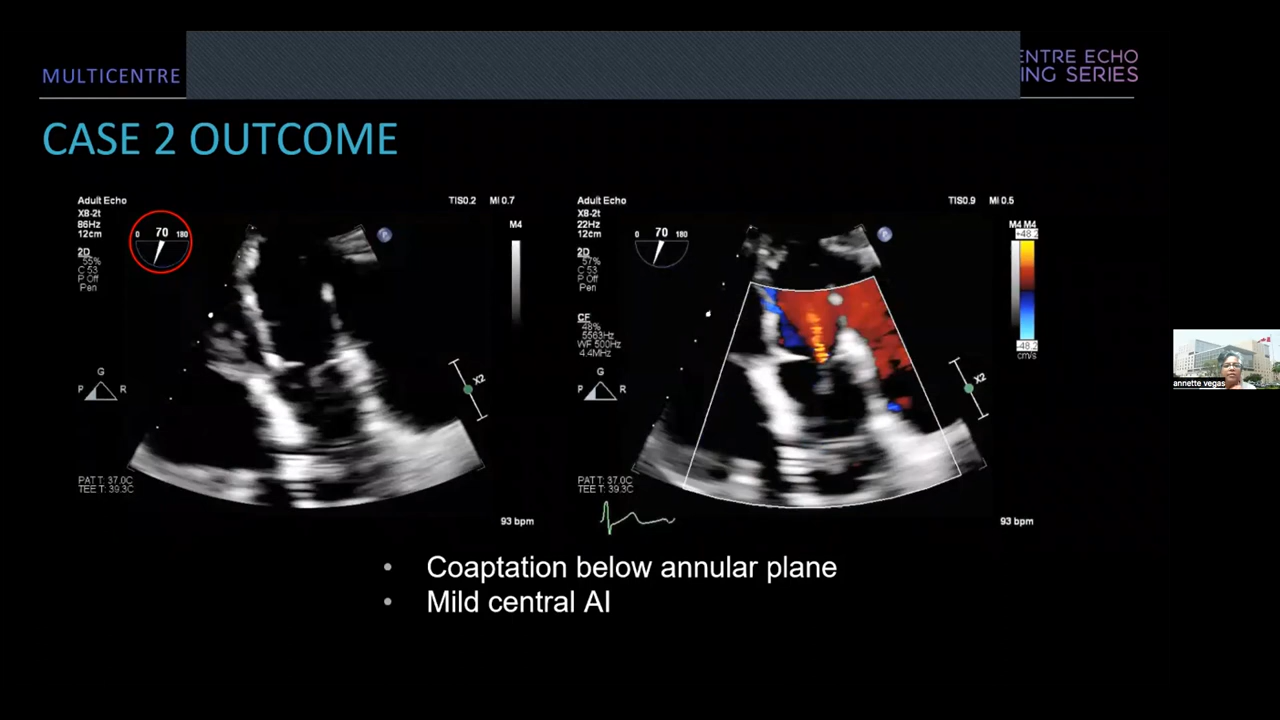 MULTICENTRE
ENTRE ECHO
ING SERIES
CASE 2 OUTCOME
Adult Echo
X8-2t
86Hz
12cm
2D
55%
C 53
P Off
Pen
0 70 180
TIS0.2 MI 0.7
M4
G
P R
X2
PAT T: 37.0C
TEE T: 39.3C
93 bpm
Adult Echo
X8-2t
22Hz
12cm
2D
57%
C 53
P Off
Pen
CF
48%
5563Hz
WF 500Hz
4.4MHz
0 70 180
TIS0.9 MI 0.5
M4 M4
+48.2
-48.2
cm/s
G
P R
X2
PAT T: 37.0C
TEE T: 39.3C
93 bpm
• Coaptation below annular plane
• Mild central AI
annette vegas